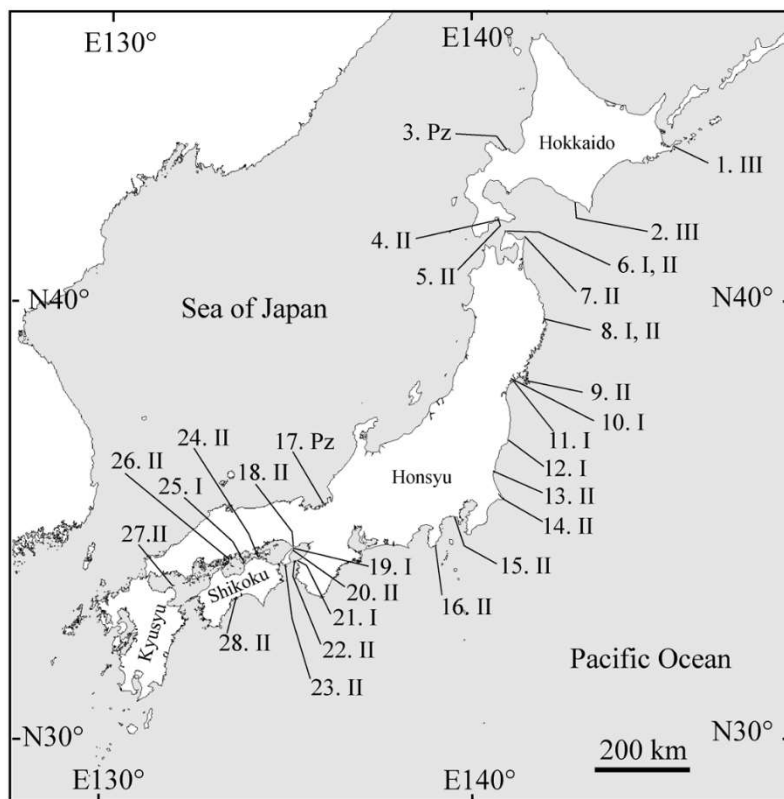 E130°
E140°
3. Pz
Hokkaido
1. III
4. II
2. III
5. II
6. I, II
7. II
N40°
N40°
Sea of Japan
8. I, II
9. II
10. I
11. I
24. II
17. Pz
26. II
18. II
12. I
25. I
Honsyu
13. II
27.II
14. II
19. I
15. II
Shikoku
20. II
16. II
Kyusyu
21. I
28. II
22. II
Pacific Ocean
23. II
N30°
N30°
200 km
E130°
E140°